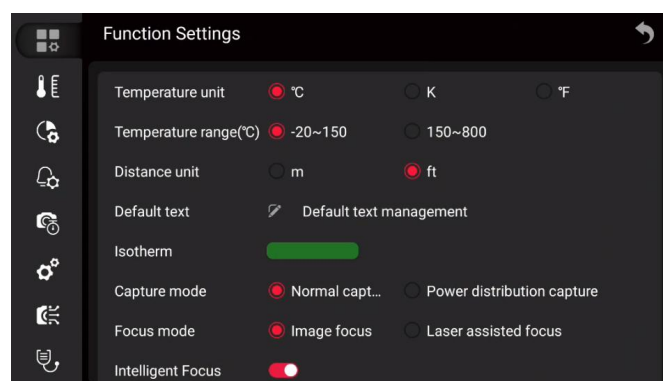 Function Settings
Temperature unit ℃ K ℉
Temperature range(℃) -20~150 150~800
Distance unit m ft
Default text Default text management
Isotherm
Capture mode Normal capt... Power distribution capture
Focus mode Image focus Laser assisted focus
Intelligent Focus